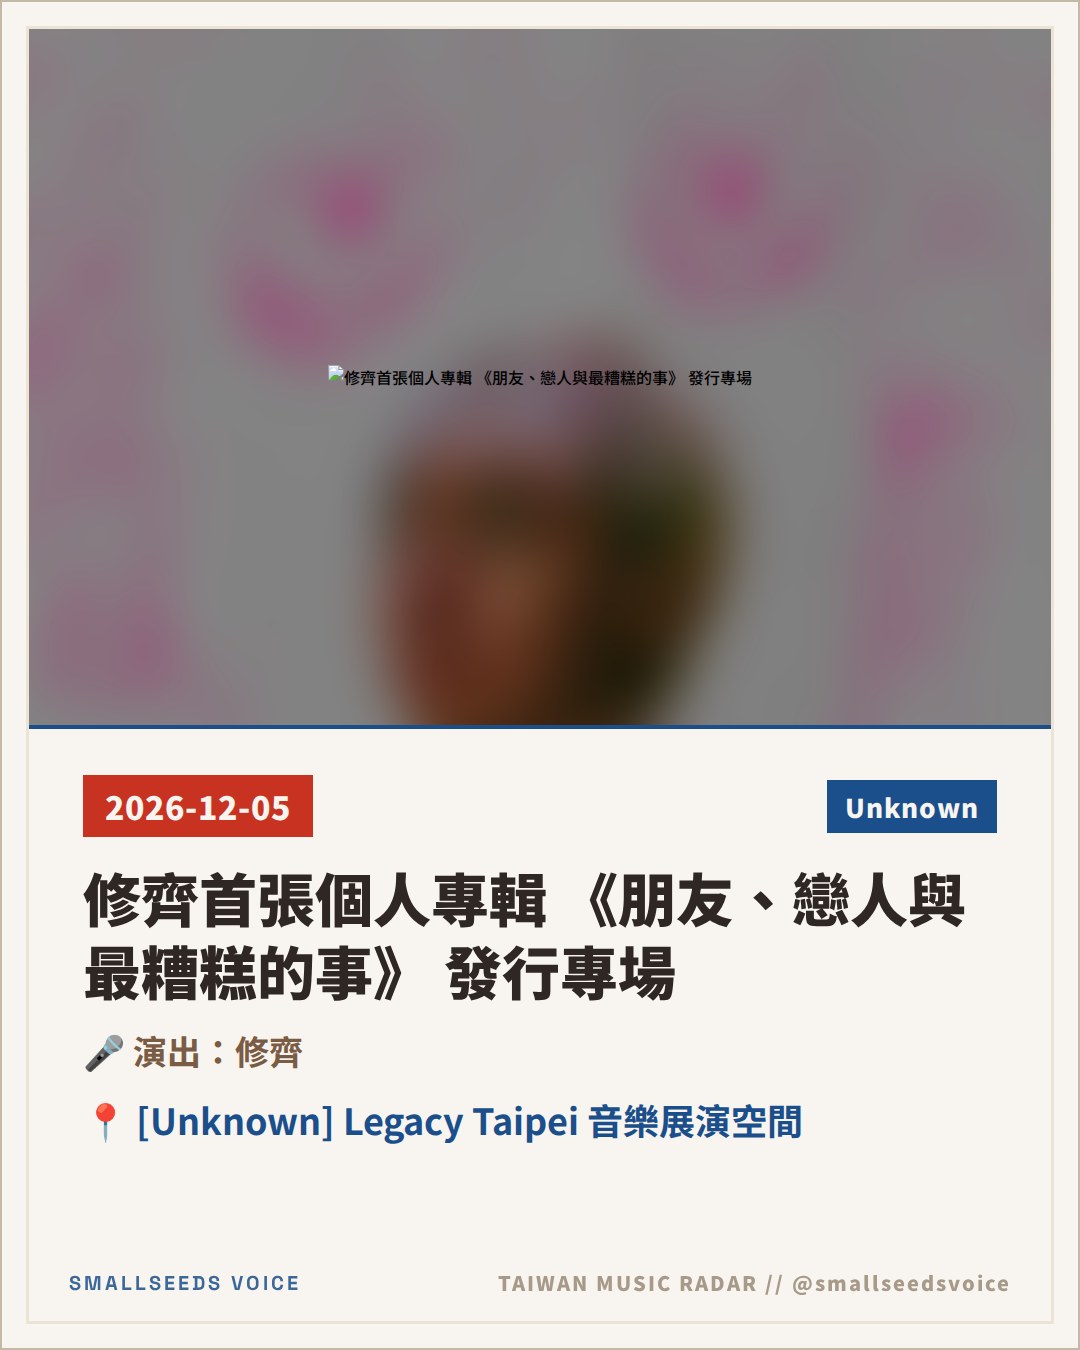 修齊首張個人專輯 《朋友、戀人與最糟糕的事》 發行專場
2026-12-05
Unknown
修齊首張個人專輯 《朋友、戀人與
最糟糕的事》 發行專場
🎤 演出：修齊
📍 [Unknown] Legacy Taipei 音樂展演空間
SMALLSEEDS VOICE
TAIWAN MUSIC RADAR // @smallseedsvoice